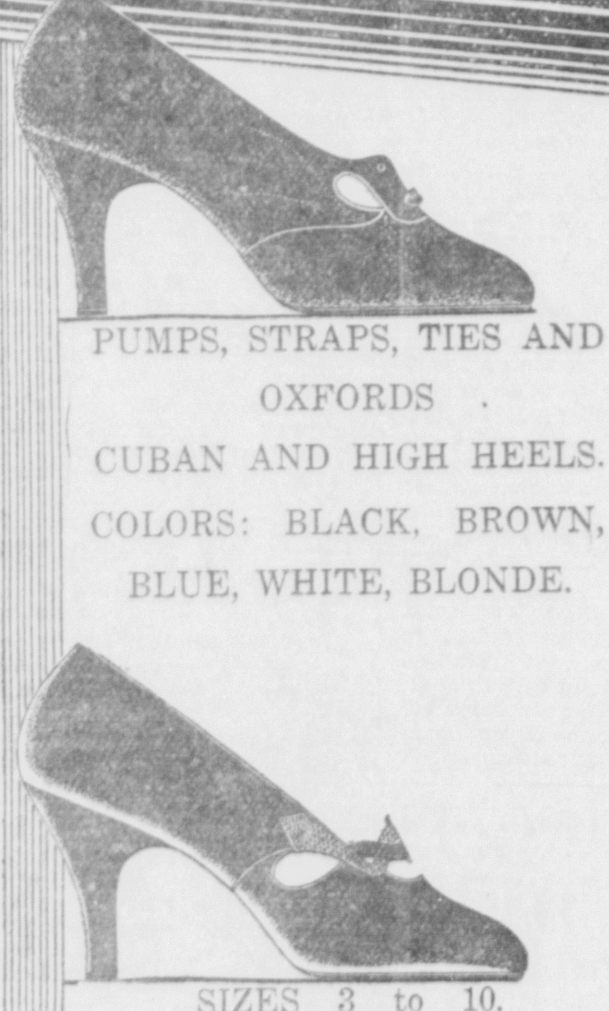 PUMPS, STRAPS, TIES AND
OXFORDS
CUBAN AND HIGH HEELS.
COLORS: BLACK, BROWN,
BLUE, WHITE, BLONDE.
SIZES 3 to 10.